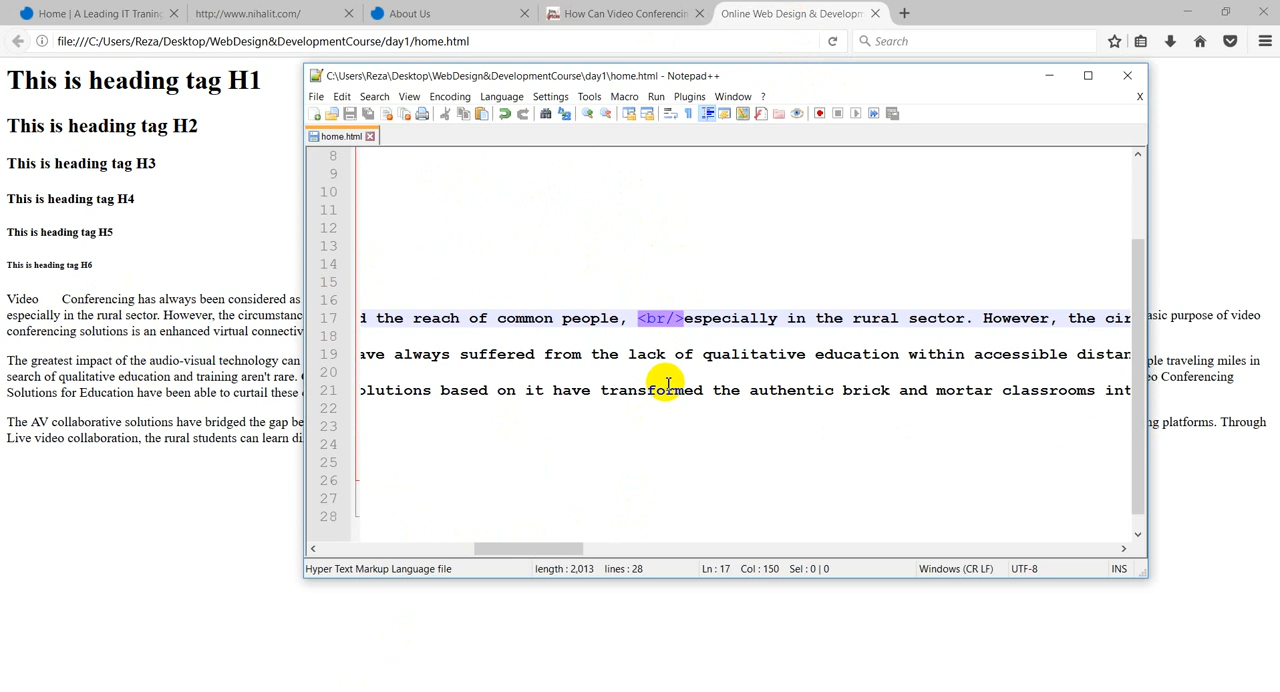 Home | A Leading IT Traning
http://www.nihalit.com/
About Us
How Can Video Conferencin
Online Web Design & Developm
file:///C:/Users/Reza/Desktop/WebDesign&DevelopmentCourse/day1/home.html
Search
This is heading tag H1
This is heading tag H2
This is heading tag H3
This is heading tag H4
This is heading tag H5
This is heading tag H6
Video Conferencing has always been considered as
especially in the rural sector. However, the circumstanc
asic purpose of video
conferencing solutions is an enhanced virtual connectiv
The greatest impact of the audio-visual technology can
ple traveling miles in
search of qualitative education and training aren't rare.
eo Conferencing
Solutions for Education have been able to curtail these
The AV collaborative solutions have bridged the gap be
ng platforms. Through
Live video collaboration, the rural students can learn di
C:\Users\Reza\Desktop\WebDesign&DevelopmentCourse\day1\home.html - Notepad++
File Edit Search View Encoding Language Settings Tools Macro Run Plugins Window ?
X
home.html
8
9
10
11
12
13
14
15
16
17 d the reach of common people, <br/>especially in the rural sector. However, the cir
18
19 ave always suffered from the lack of qualitative education within accessible distan
20
21 olutions based on it have transformed the authentic brick and mortar classrooms int
22
23
24
25
26
27
28
Hyper Text Markup Language file length : 2,013 lines : 28 Ln : 17 Col : 150 Sel : 0 | 0 Windows (CR LF) UTF-8 INS